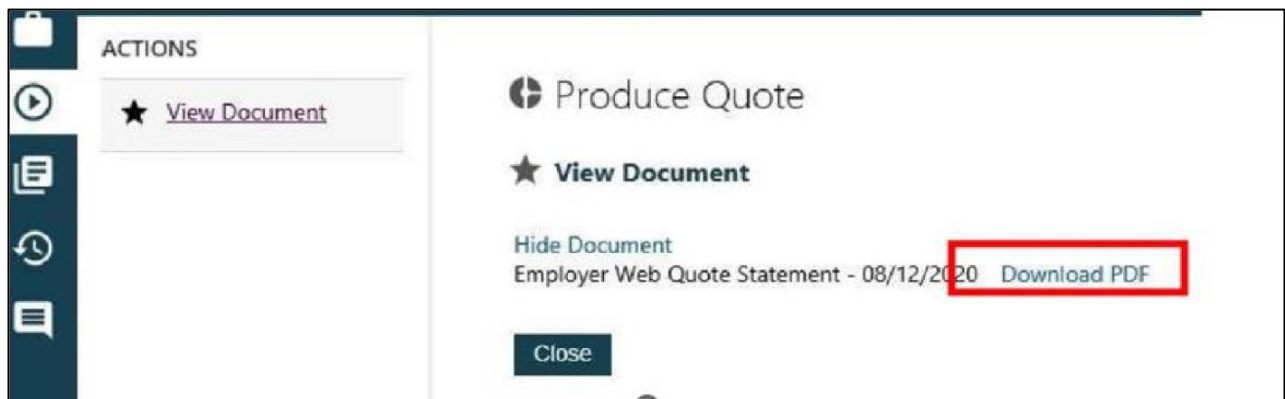 ACTIONS
View Document
Produce Quote
View Document
Hide Document
Employer Web Quote Statement - 08/12/2020 Download PDF
Close